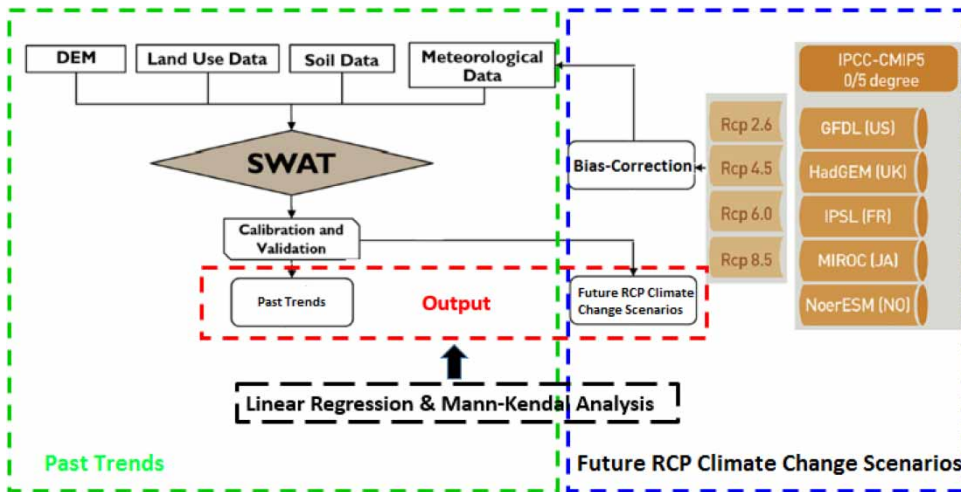 DEM
Land Use Data
Soil Data
Meteorological
Data
SWAT
Calibration and
Validation
Past Trends
Output
Future RCP Climate
Change Scenarios
Linear Regression & Mann-Kendal Analysis
Past Trends
Bias-Correction
Rcp 2.6
Rcp 4.5
Rcp 6.0
Rcp 8.5
IPCC-CMIP5
0/5 degree
GFDL (US)
HadGEM (UK)
IPSL (FR)
MIROC (JA)
NoerESM (NO)
Future RCP Climate Change Scenarios